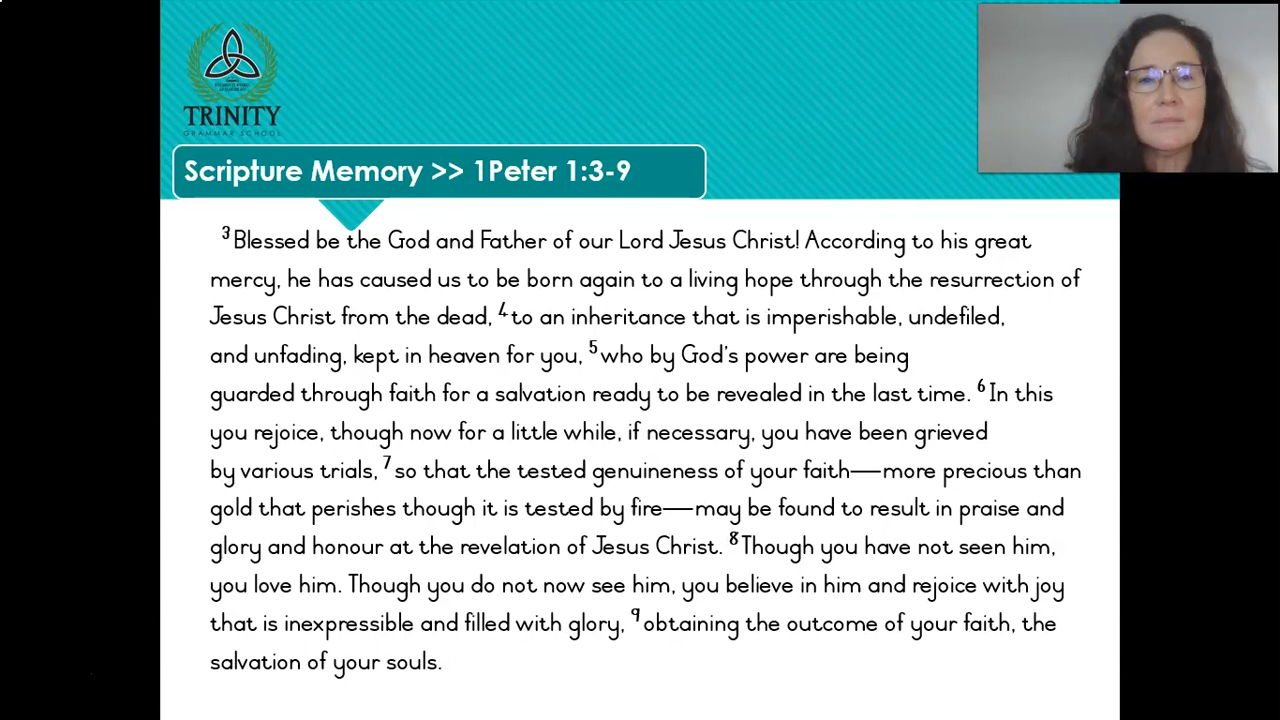 TRINITY
GRAMMAR SCHOOL
Scripture Memory >> 1Peter 1:3-9
3 Blessed be the God and Father of our Lord Jesus Christ! According to his great
mercy, he has caused us to be born again to a living hope through the resurrection of
Jesus Christ from the dead, 4 to an inheritance that is imperishable, undefiled,
and unfading, kept in heaven for you, 5 who by God's power are being
guarded through faith for a salvation ready to be revealed in the last time. 6 In this
you rejoice, though now for a little while, if necessary, you have been grieved
by various trials, 7 so that the tested genuineness of your faith—more precious than
gold that perishes though it is tested by fire—may be found to result in praise and
glory and honour at the revelation of Jesus Christ. 8 Though you have not seen him,
you love him. Though you do not now see him, you believe in him and rejoice with joy
that is inexpressible and filled with glory, 9 obtaining the outcome of your faith, the
salvation of your souls.